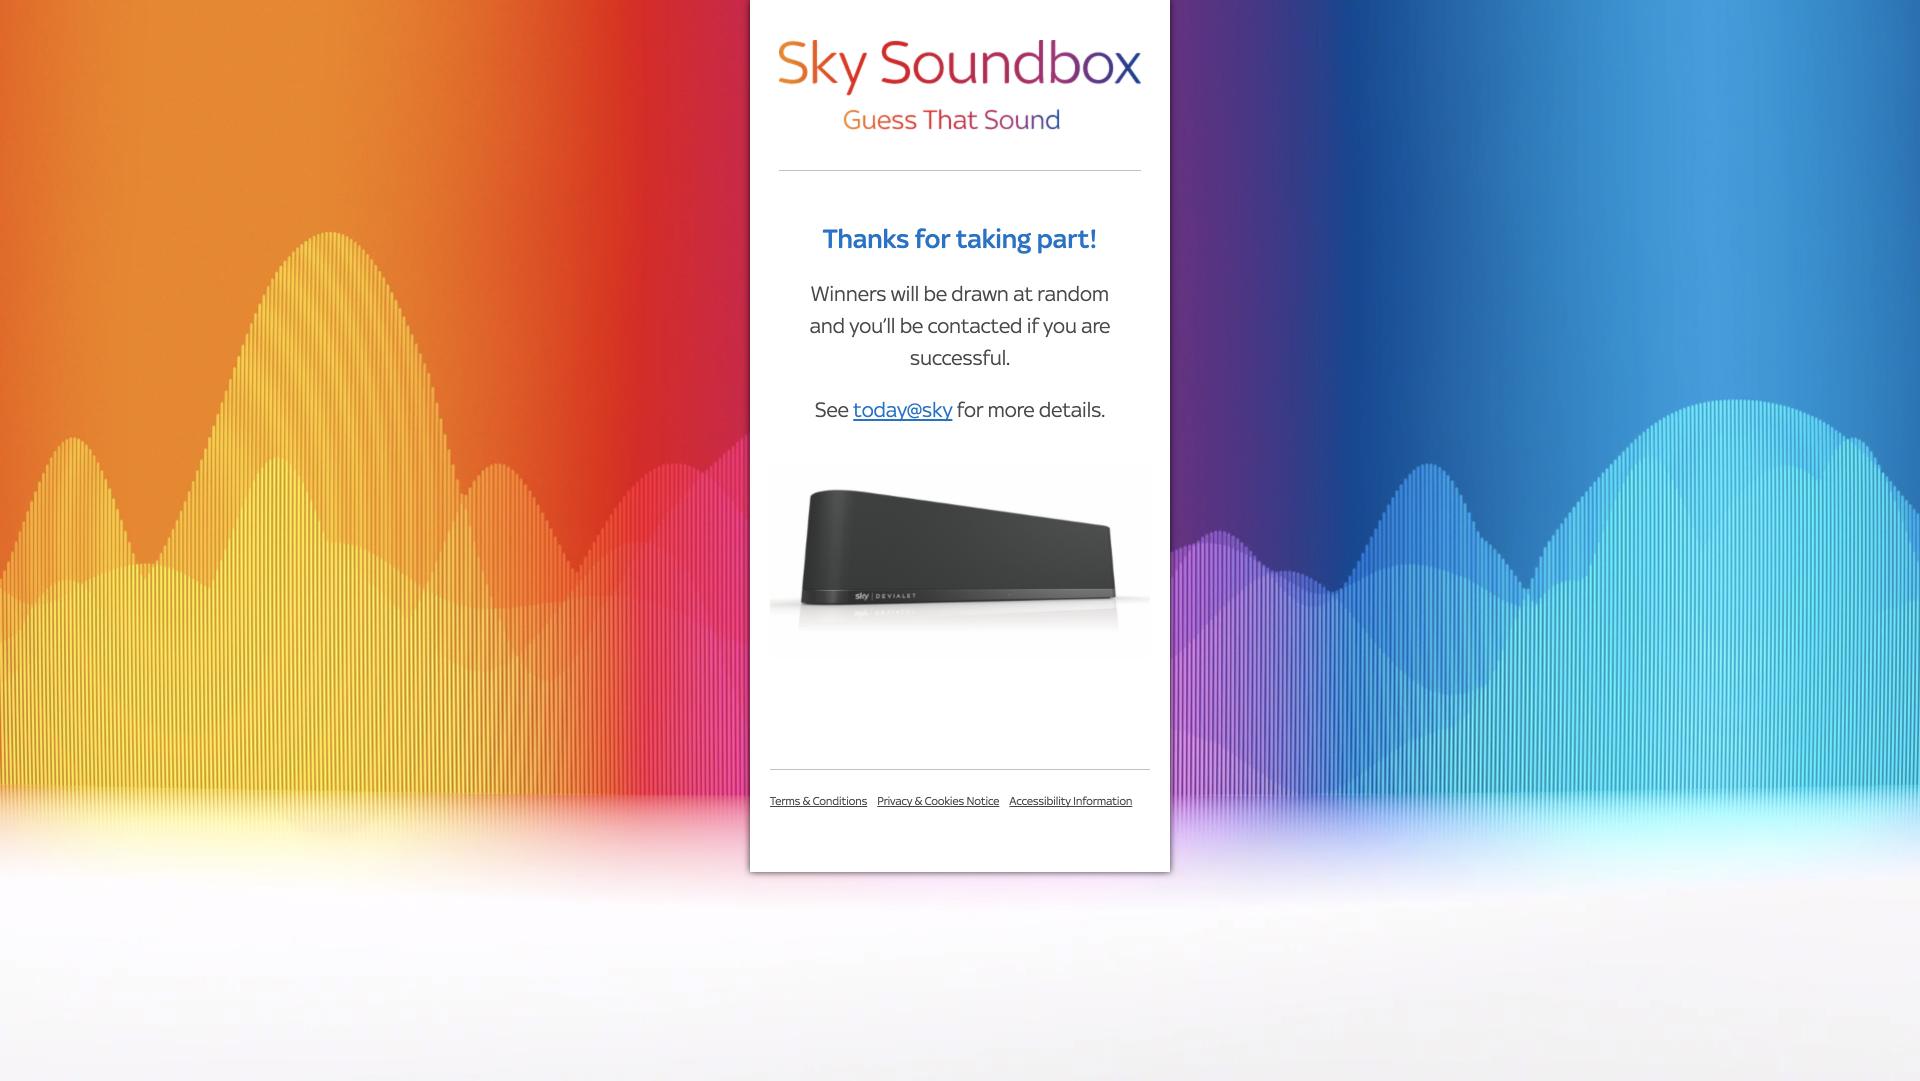 Sky Soundbox
Guess That Sound
Thanks for taking part!
Winners will be drawn at random
and you'll be contacted if you are
successful.
See today@sky for more details.
sky | DEVIALET
Terms & Conditions Privacy & Cookies Notice Accessibility Information